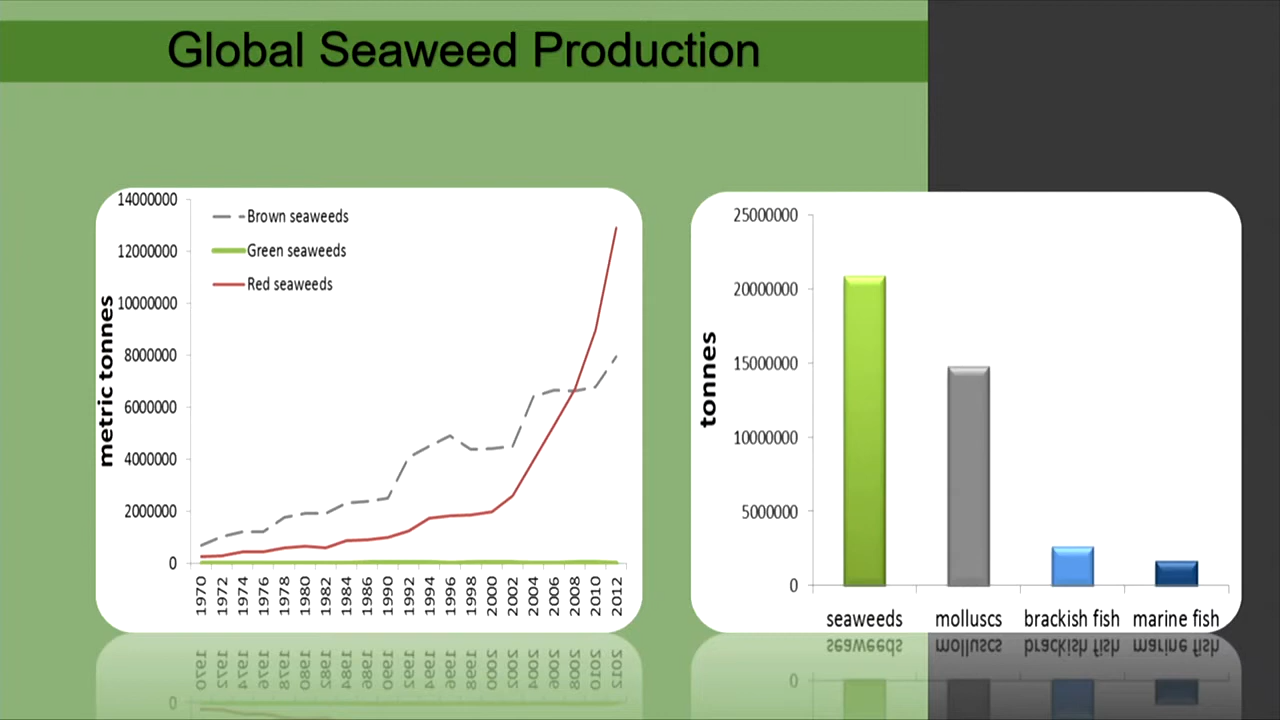 Global Seaweed Production
metric tonnes
14000000
12000000
10000000
8000000
6000000
4000000
2000000
0
Brown seaweeds
Green seaweeds
Red seaweeds
1970 1972 1974 1976 1978 1980 1982 1984 1986 1990 1992 1994 1996 1998 2000 2002 2004 2006 2008 2010 2012
tonnes
25000000
20000000
15000000
10000000
5000000
0
seaweeds molluscs brackish fish marine fish